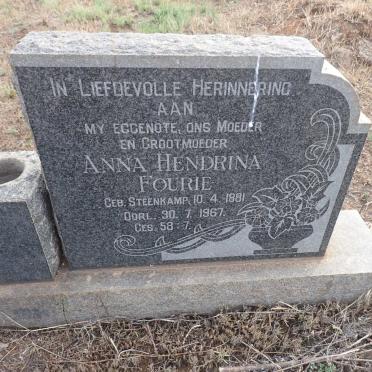 IN LIEFDEVOLLE HERINNERING
AAN
MY EGGENOTE, ONS MOEDER
EN GROOTMOEDER
ANNA HENDRINA
FOURIE
GEB. STEENKAMP, 10. 4. 1881
OORL. 30. 7. 1967.
GES. 58:7.